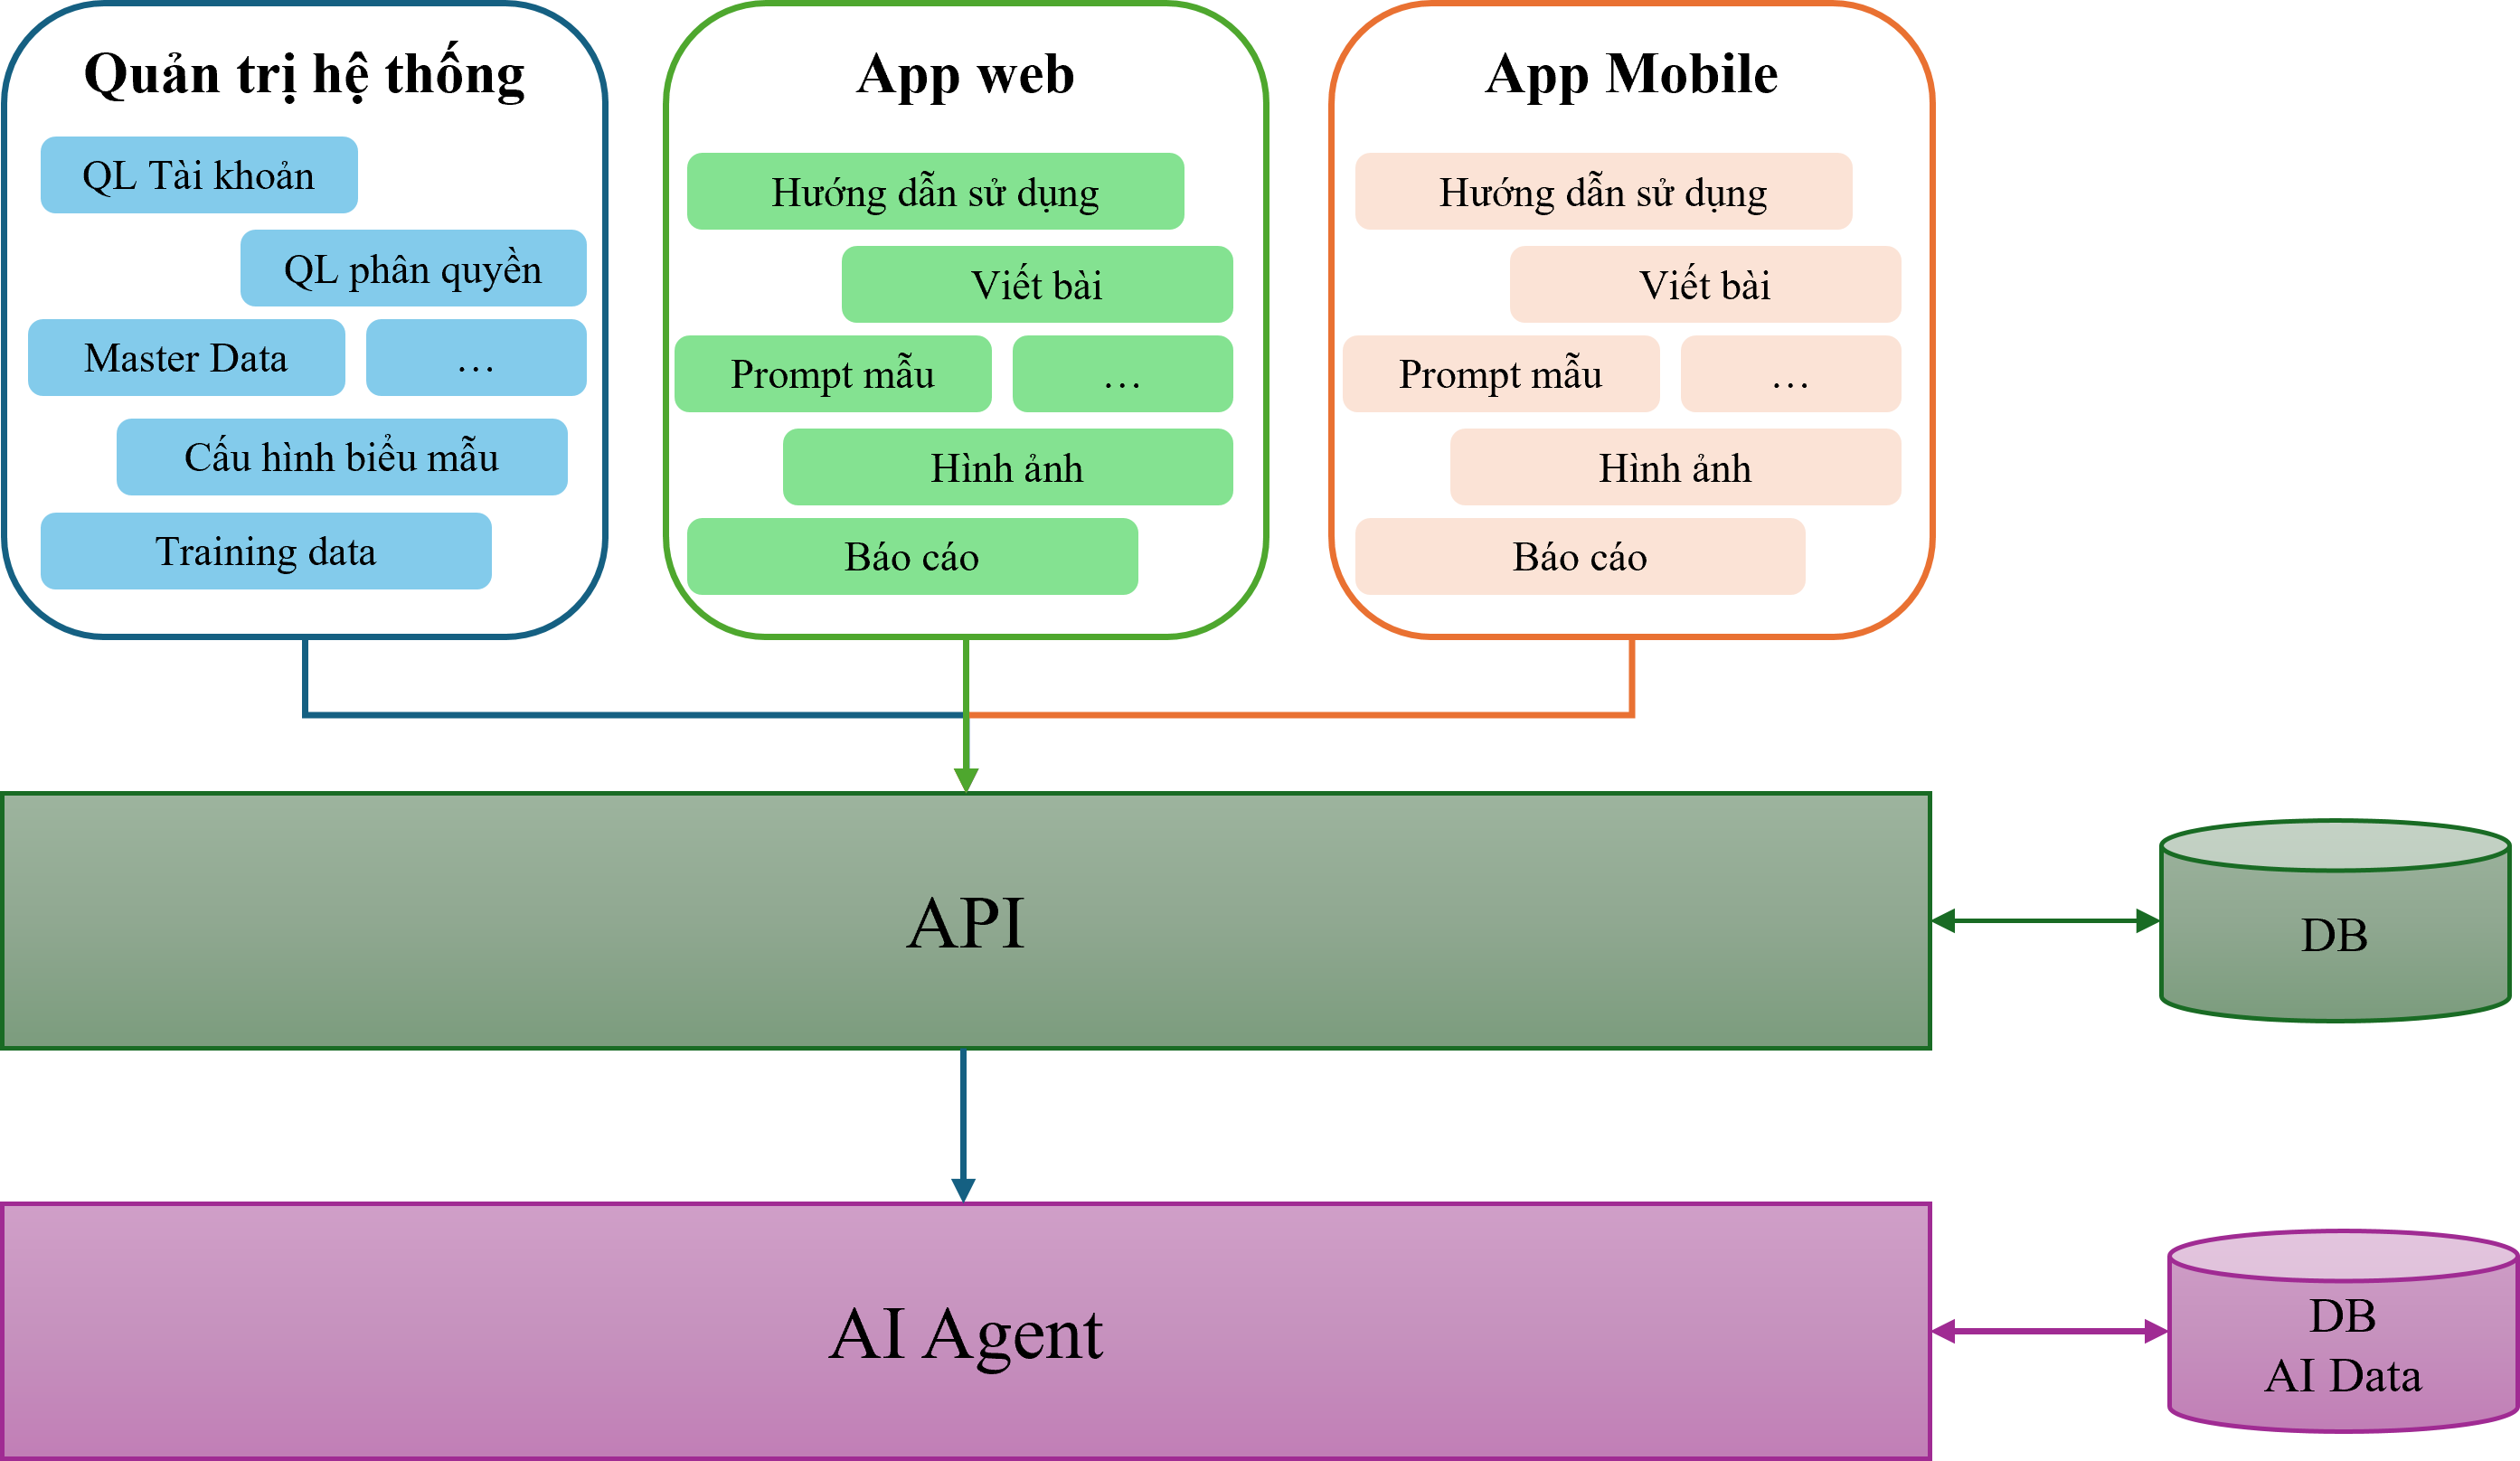 Quản trị hệ thống
QL Tài khoản
QL phân quyền
Master Data
…
Cấu hình biểu mẫu
Training data
App web
Hướng dẫn sử dụng
Viết bài
Prompt mẫu
…
Hình ảnh
Báo cáo
App Mobile
Hướng dẫn sử dụng
Viết bài
Prompt mẫu
…
Hình ảnh
Báo cáo
API
DB
AI Agent
DB
AI Data